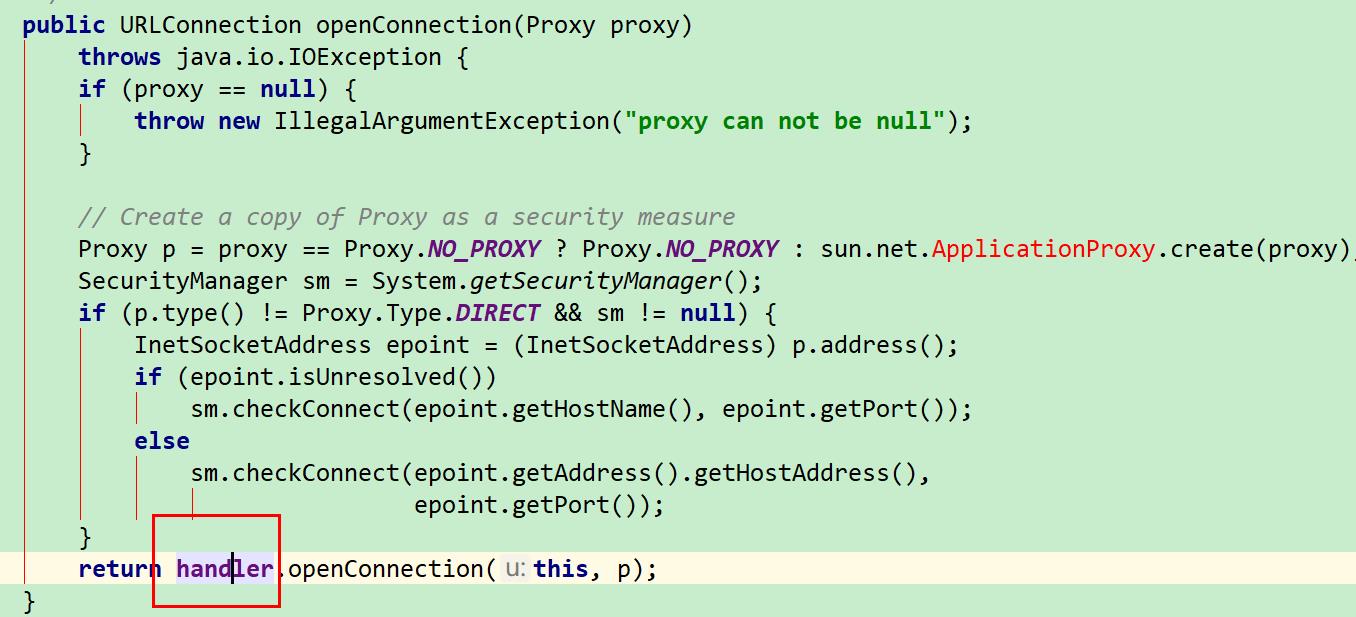 public URLConnection openConnection(Proxy proxy)
    throws java.io.IOException {
    if (proxy == null) {
        throw new IllegalArgumentException("proxy can not be null");
    }

    // Create a copy of Proxy as a security measure
    Proxy p = proxy == Proxy.NO_PROXY ? Proxy.NO_PROXY : sun.net.ApplicationProxy.create(proxy)
    SecurityManager sm = System.getSecurityManager();
    if (p.type() != Proxy.Type.DIRECT && sm != null) {
        InetSocketAddress epoint = (InetSocketAddress) p.address();
        if (epoint.isUnresolved())
            sm.checkConnect(epoint.getHostName(), epoint.getPort());
        else
            sm.checkConnect(epoint.getAddress().getHostAddress(),
                            epoint.getPort());
    }
    return handler.openConnection( u: this, p);
}